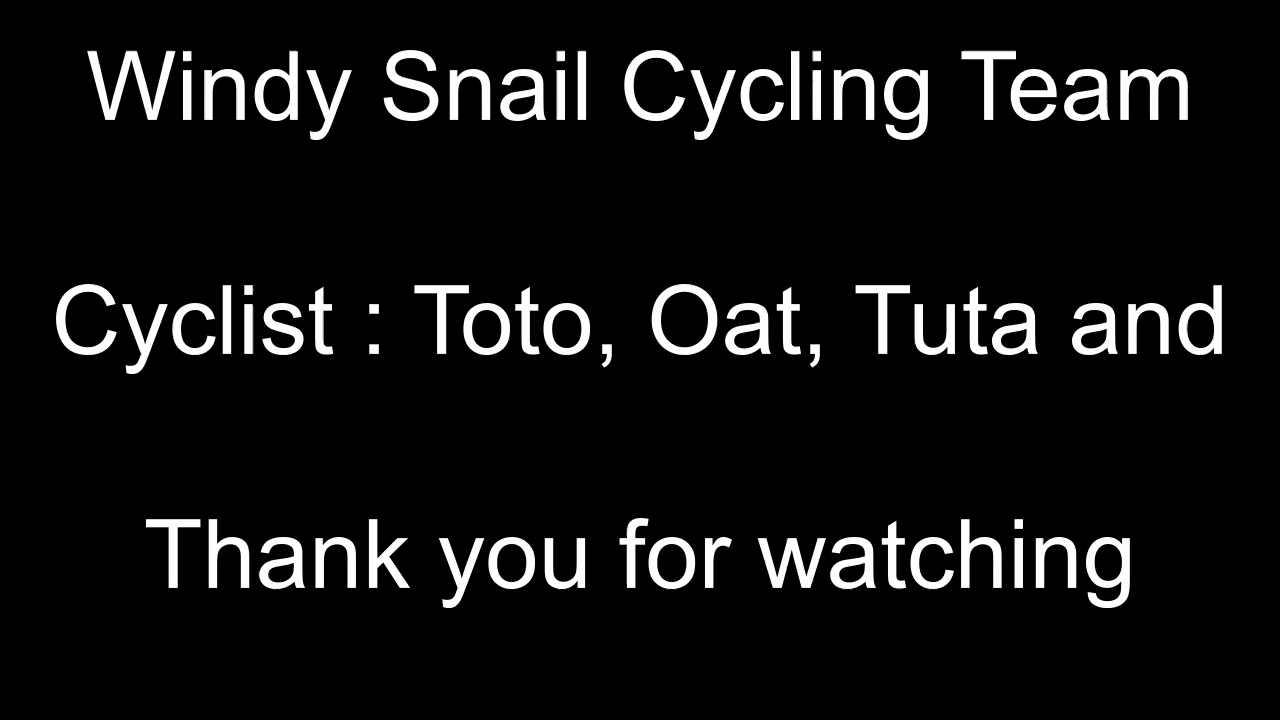 Windy Snail Cycling Team
Cyclist : Toto, Oat, Tuta and
Thank you for watching